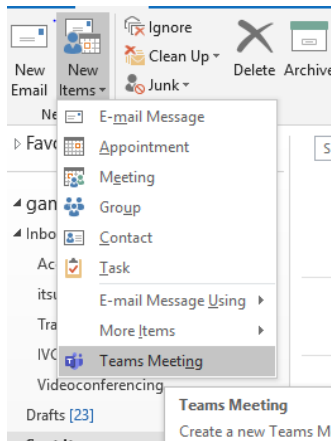 Ignore
Clean Up
Junk
New Email
New Items
Delete
Archive
Ne
E-mail Message
Appointment
Meeting
Group
Contact
Task
E-mail Message Using
More Items
Teams Meeting
Favo
S
gan
Inbo
Ac
itsu
Tra
IVC
Videoconferencing
Drafts [23]
Teams Meeting
Create a new Teams M